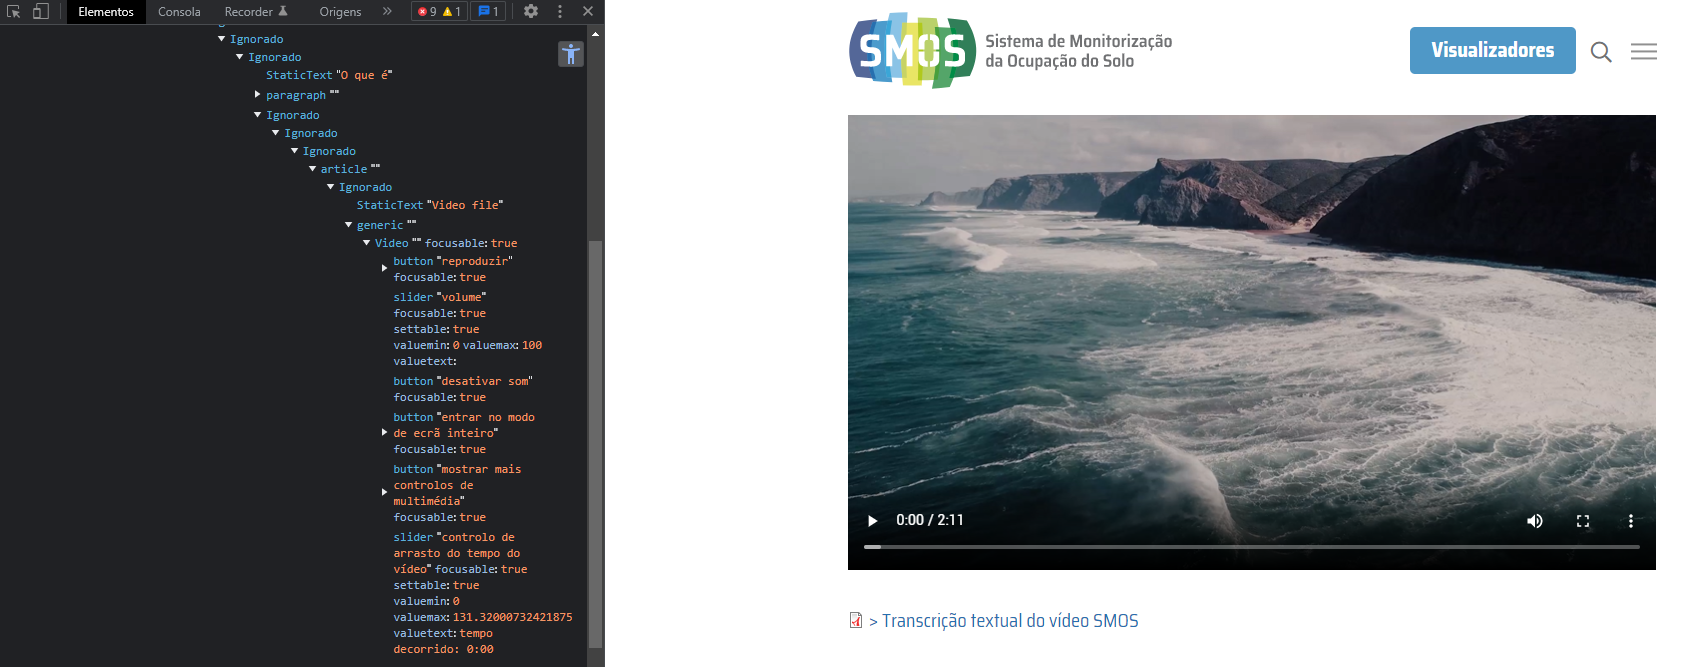 Elementos Consola Recorder Origens » 9 1 1
Ignorado
Ignorado
StaticText "O que é"
paragraph ""
Ignorado
Ignorado
Ignorado
article ""
Ignorado
StaticText "Video file"
generic ""
Video "" focusable: true
button "reproduzir"
focusable: true
slider "volume"
focusable: true
settable: true
valuemin: 0 valuemax: 100
valuetext:
button "desativar som"
focusable: true
button "entrar no modo
de ecrã inteiro"
focusable: true
button "mostrar mais
controlos de
multimédia"
focusable: true
slider "controlo de
arrasto do tempo do
vídeo" focusable: true
settable: true
valuemin: 0
valuemax: 131.32000732421875
valuetext: tempo
decorrido: 0:00
SMOS
Sistema de Monitorização
da Ocupação do Solo
Visualizadores
0:00 / 2:11
> Transcrição textual do vídeo SMOS